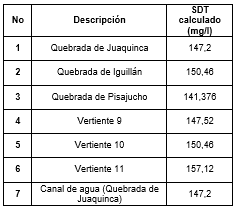 No Descripción SDT calculado (mg/l)
1 Quebrada de Juaquinca 147,2
2 Quebrada de Iguillán 150,46
3 Quebrada de Pisajucho 141,376
4 Vertiente 9 147,52
5 Vertiente 10 150,46
6 Vertiente 11 157,12
7 Canal de agua (Quebrada de Juaquinca) 147,2